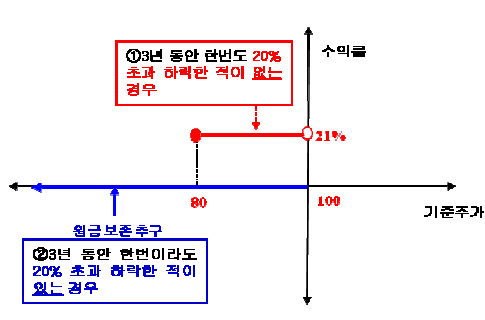 수익률
①3년 동안 한번도 20%
초과 하락한 적이 없는
경우
21%
80
100
기준주가
원금보존추구
②3년 동안 한번이라도
20% 초과 하락한 적이
있는 경우